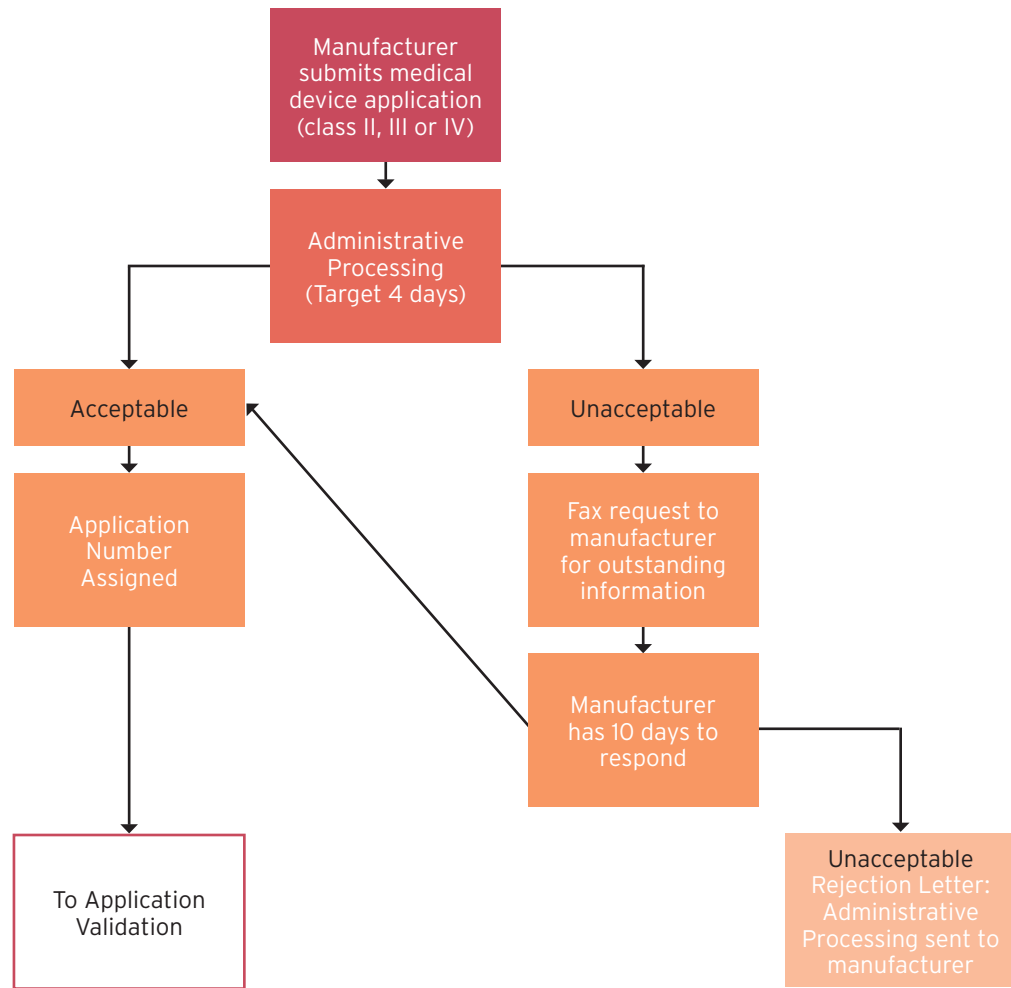 Manufacturer
submits medical
device application
(class II, III or IV)
Administrative
Processing
(Target 4 days)
Acceptable
Unacceptable
Application
Number
Assigned
Fax request to
manufacturer
for outstanding
information
Manufacturer
has 10 days to
respond
To Application
Validation
Unacceptable
Rejection Letter:
Administrative
Processing sent to
manufacturer